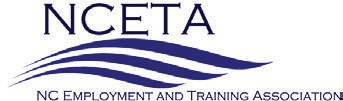 NCETA
NC EMPLOYMENT AND TRAINING ASSOCIATION